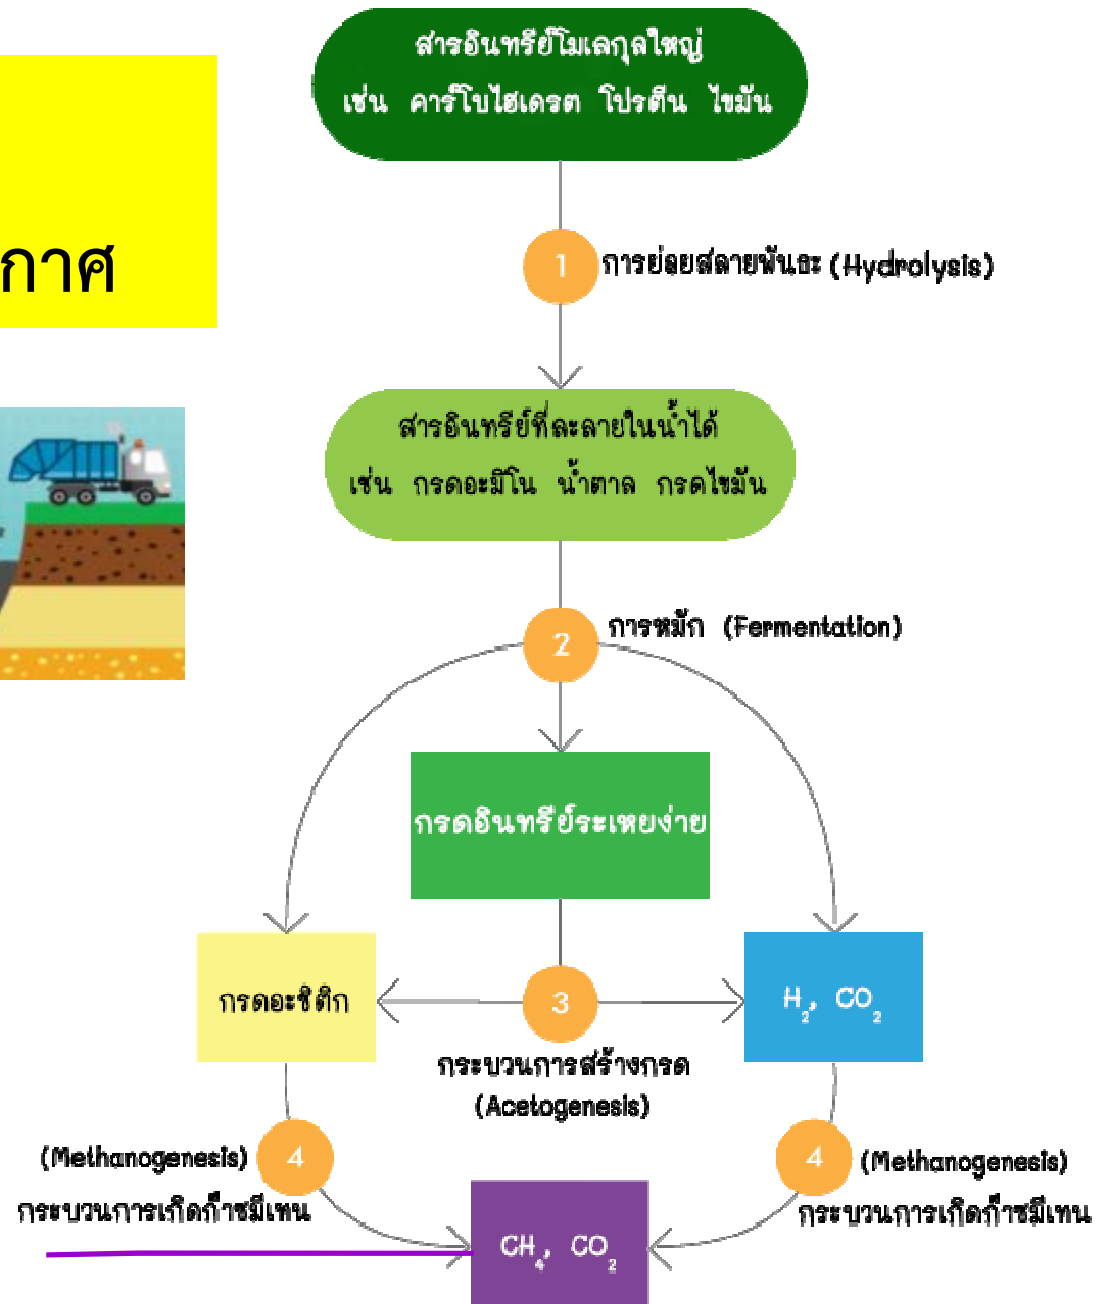 สารอินทรีย์โมเลกุลใหญ่
เช่น คาร์โบไฮเดรต โปรตีน ไขมัน
กาศ
1 การย่อยสลายพันธะ (Hydrolysis)
สารอินทรีย์ที่ละลายในน้ำได้
เช่น กรดอะมิโน น้ำตาล กรดไขมัน
2 การหมัก (Fermentation)
กรดอินทรีย์ระเหยง่าย
กรดอะซิติก
3
H₂, CO₂
กระบวนการสร้างกรด
(Acetogenesis)
(Methanogenesis) 4
กระบวนการเกิดก๊าซมีเทน
4 (Methanogenesis)
กระบวนการเกิดก๊าซมีเทน
CH₄, CO₂